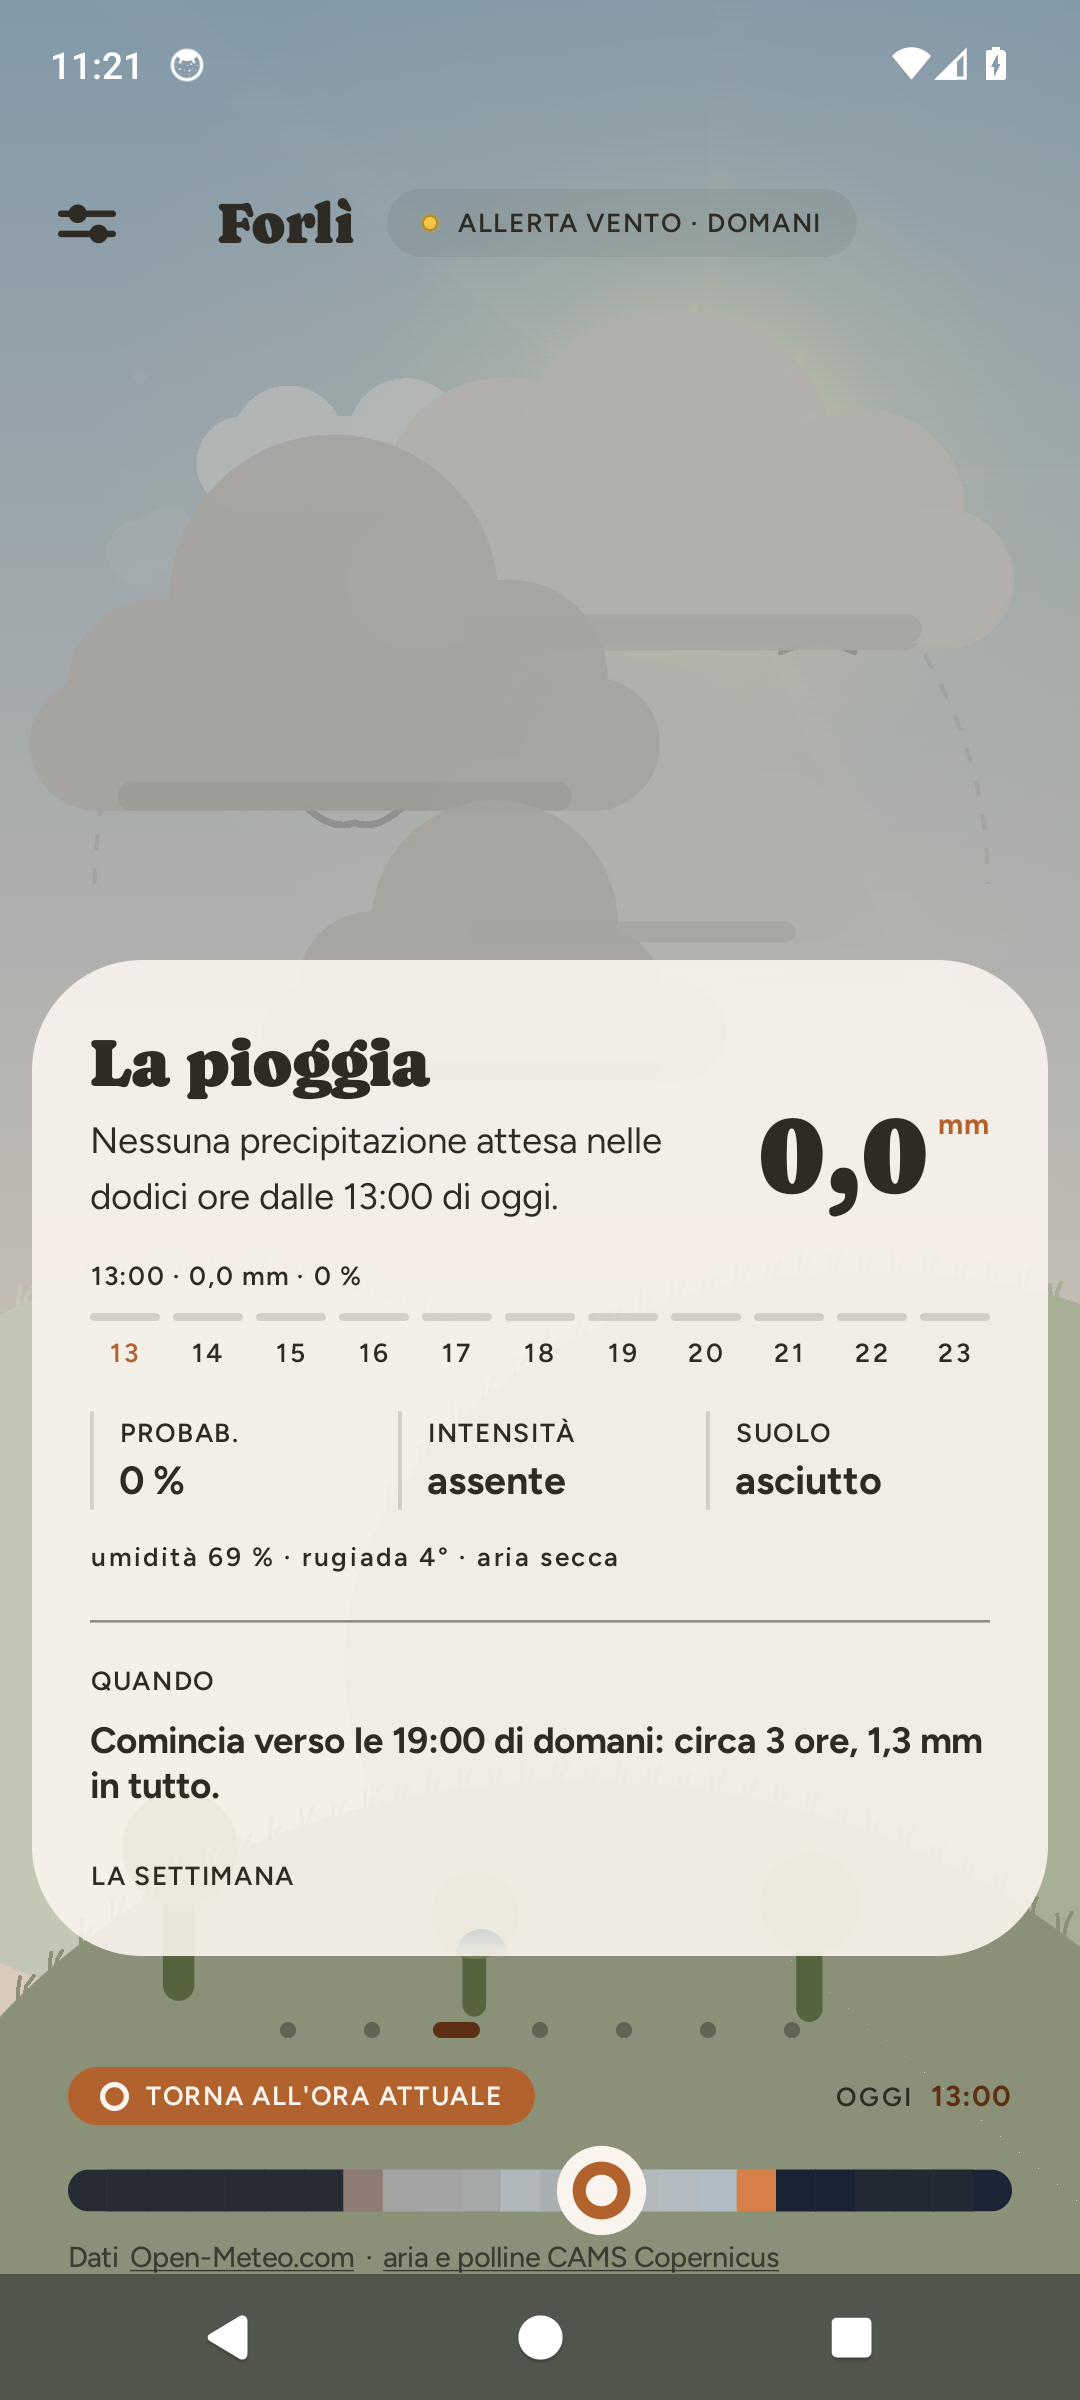 11:21
Forlì
ALLERTA VENTO · DOMANI
La pioggia
Nessuna precipitazione attesa nelle
dodici ore dalle 13:00 di oggi.
0,0 mm
13:00 · 0,0 mm · 0 %
13 14 15 16 17 18 19 20 21 22 23
PROBAB. INTENSITÀ SUOLO
0 % assente asciutto
umidità 69 % · rugiada 4° · aria secca
QUANDO
Comincia verso le 19:00 di domani: circa 3 ore, 1,3 mm
in tutto.
LA SETTIMANA
TORNA ALL'ORA ATTUALE
OGGI 13:00
Dati Open-Meteo.com · aria e polline CAMS Copernicus